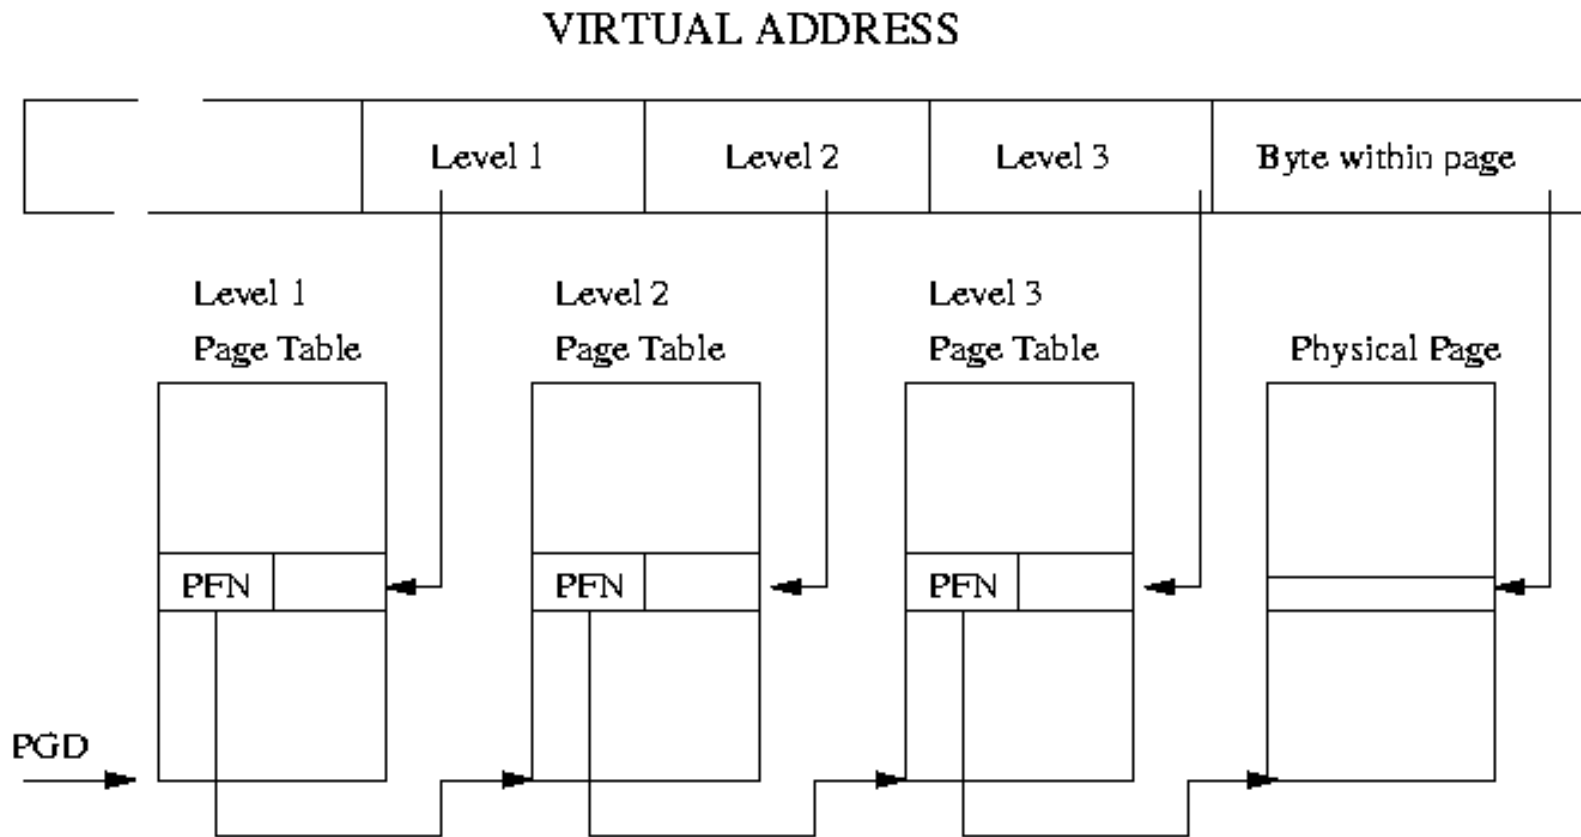 VIRTUAL ADDRESS
Level 1
Level 2
Level 3
Byte within page
Level 1
Page Table
Level 2
Page Table
Level 3
Page Table
Physical Page
PFN
PFN
PFN
PGD